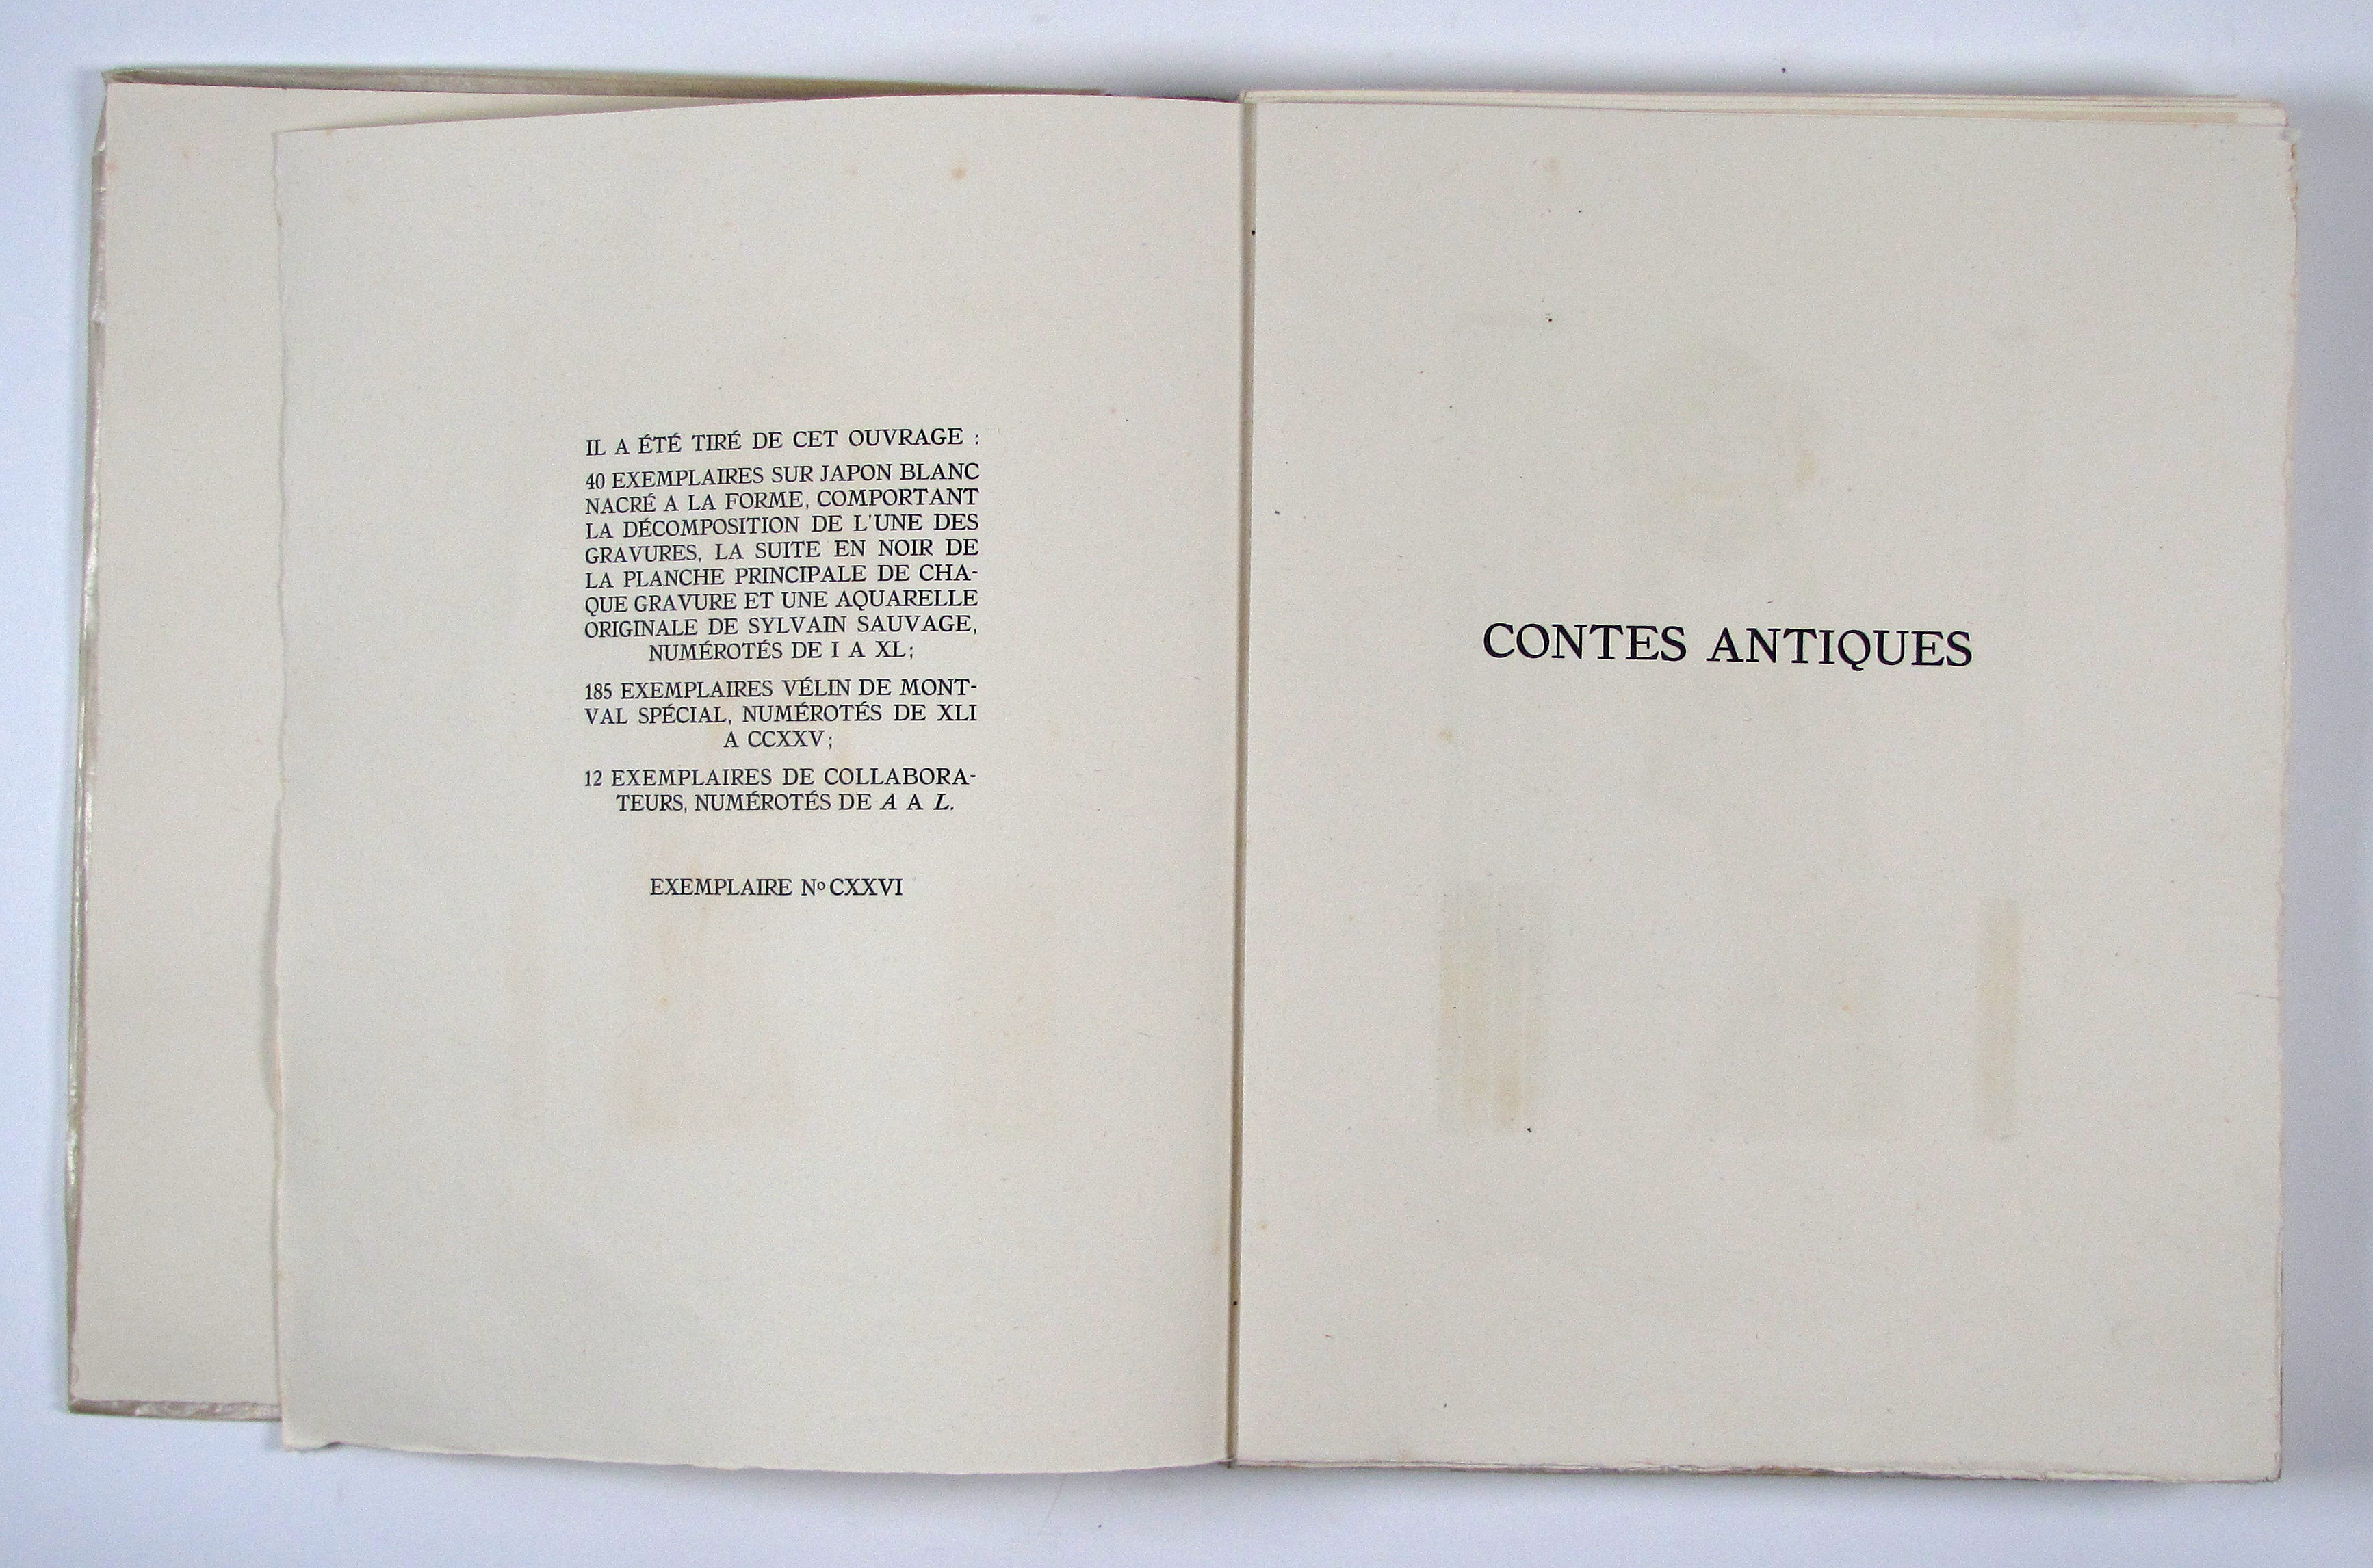 IL A ÉTÉ TIRÉ DE CET OUVRAGE :
40 EXEMPLAIRES SUR JAPON BLANC
NACRÉ A LA FORME, COMPORTANT
LA DÉCOMPOSITION DE L'UNE DES
GRAVURES, LA SUITE EN NOIR DE
LA PLANCHE PRINCIPALE DE CHA-
QUE GRAVURE ET UNE AQUARELLE
ORIGINALE DE SYLVAIN SAUVAGE,
NUMÉROTÉS DE I A XL;
185 EXEMPLAIRES VÉLIN DE MONT-
VAL SPÉCIAL, NUMÉROTÉS DE XLI
A CCXXV;
12 EXEMPLAIRES DE COLLABORA-
TEURS, NUMÉROTÉS DE A A L.
EXEMPLAIRE Nº CXXVI
CONTES ANTIQUES